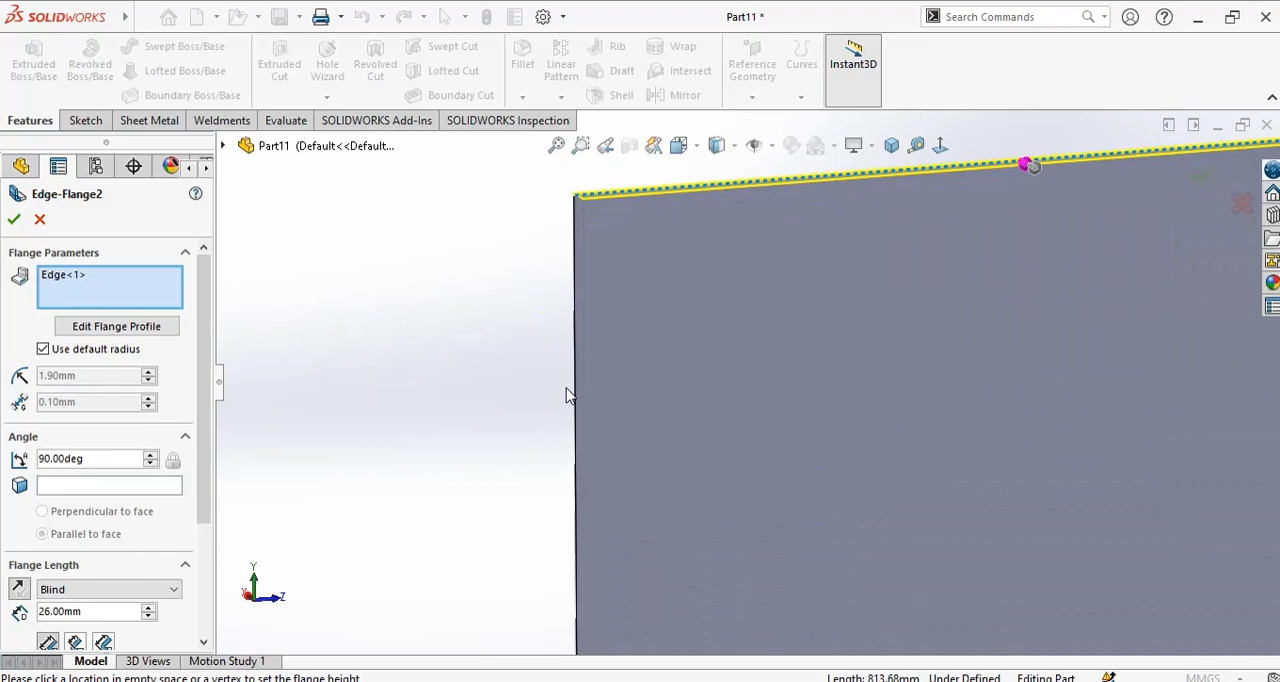 SOLIDWORKS
Part11 *
Search Commands
Extruded Boss/Base
Revolved Boss/Base
Swept Boss/Base
Lofted Boss/Base
Boundary Boss/Base
Extruded Cut
Hole Wizard
Revolved Cut
Swept Cut
Lofted Cut
Boundary Cut
Fillet
Linear Pattern
Rib
Draft
Shell
Wrap
Intersect
Mirror
Reference Geometry
Curves
Instant3D
Features
Sketch
Sheet Metal
Weldments
Evaluate
SOLIDWORKS Add-Ins
SOLIDWORKS Inspection
Part11 (Default<<Default...
Edge-Flange2
Flange Parameters
Edge<1>
Edit Flange Profile
Use default radius
1.90mm
0.10mm
Angle
90.00deg
Perpendicular to face
Parallel to face
Flange Length
Blind
26.00mm
Y
X
Z
Model
3D Views
Motion Study 1
Please click a location in empty space or a vertex to set the flange height
Length: 813.68mm
Under Defined
Editing Part
MMGS